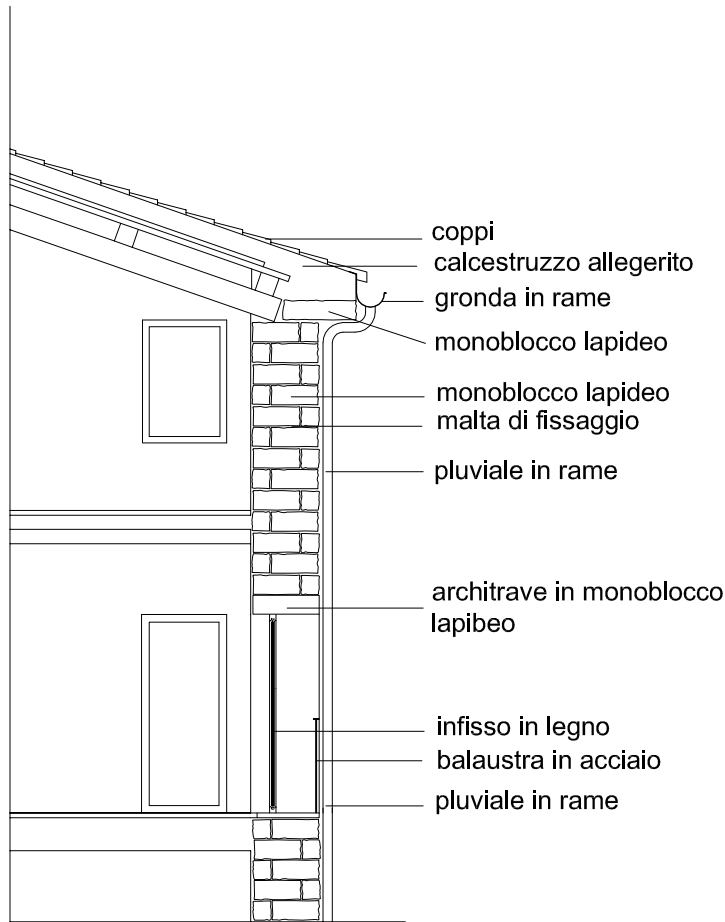 coppi
calcestruzzo allegerito
gronda in rame
monoblocco lapideo
monoblocco lapideo
malta di fissaggio
pluviale in rame
architrave in monoblocco
lapibeo
infisso in legno
balaustra in acciaio
pluviale in rame